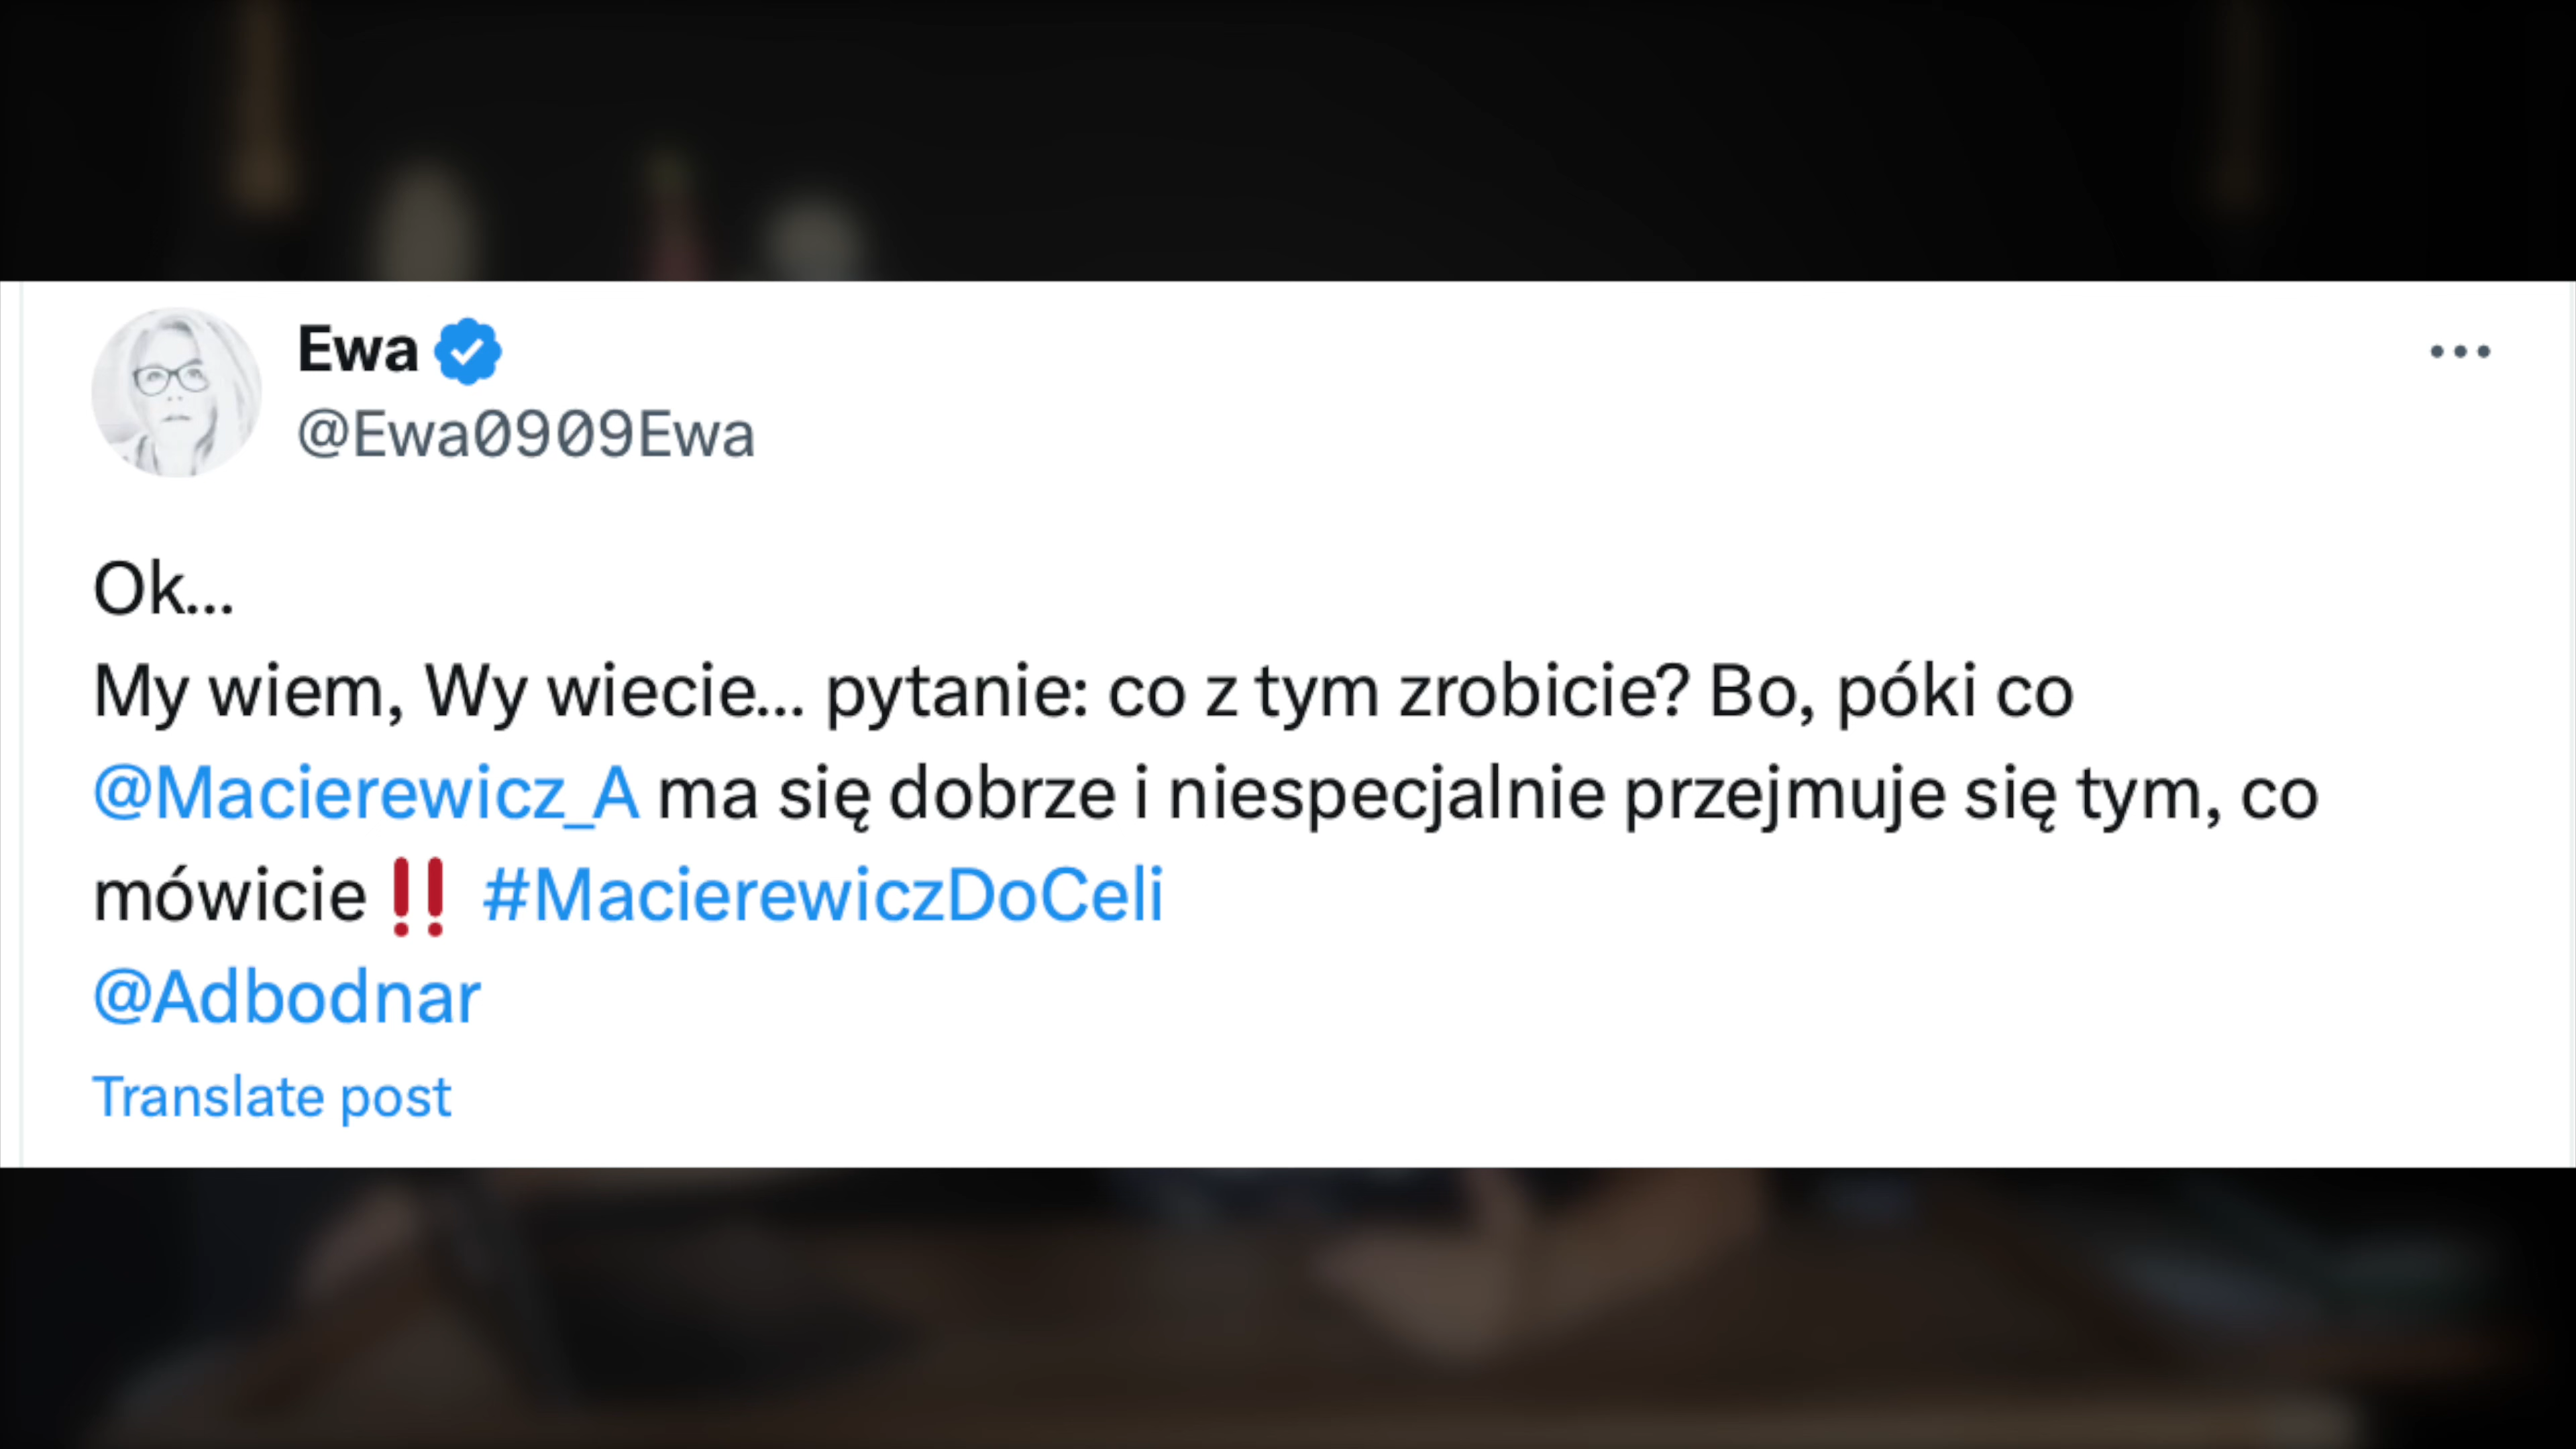 Ewa
@Ewa0909Ewa
Ok...
My wiem, Wy wiecie... pytanie: co z tym zrobicie? Bo, póki co
@Macierewicz_A ma się dobrze i niespecjalnie przejmuje się tym, co
mówicie‼️ #MacierewiczDoCeli
@Adbodnar
Translate post